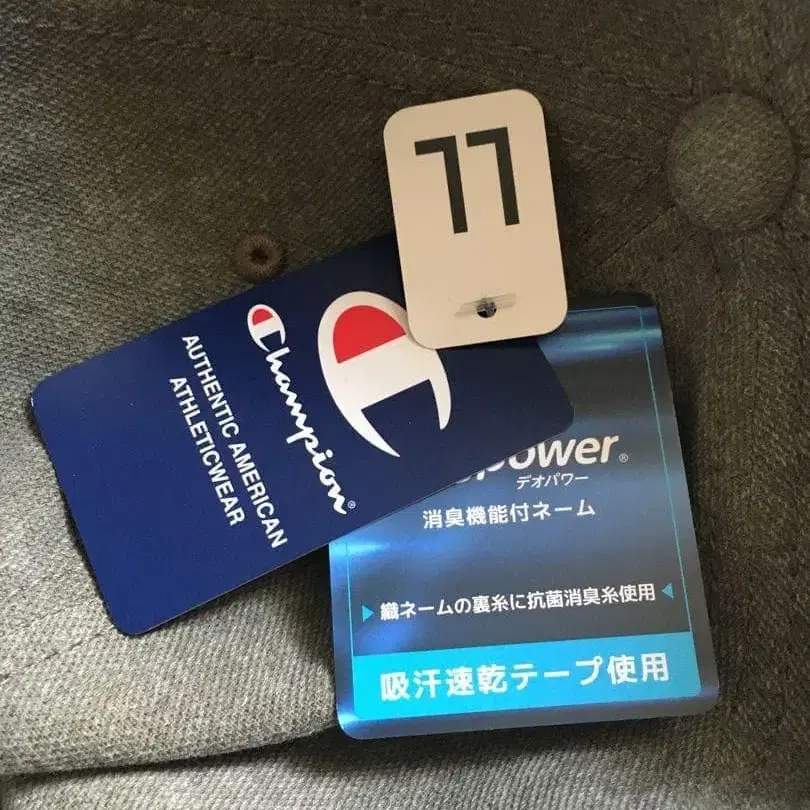 LL
Champion®
AUTHENTIC AMERICAN
ATHLETICWEAR
power®
デオパワー
消臭機能付ネーム
織ネームの裏糸に抗菌消臭糸使用
吸汗速乾テープ使用